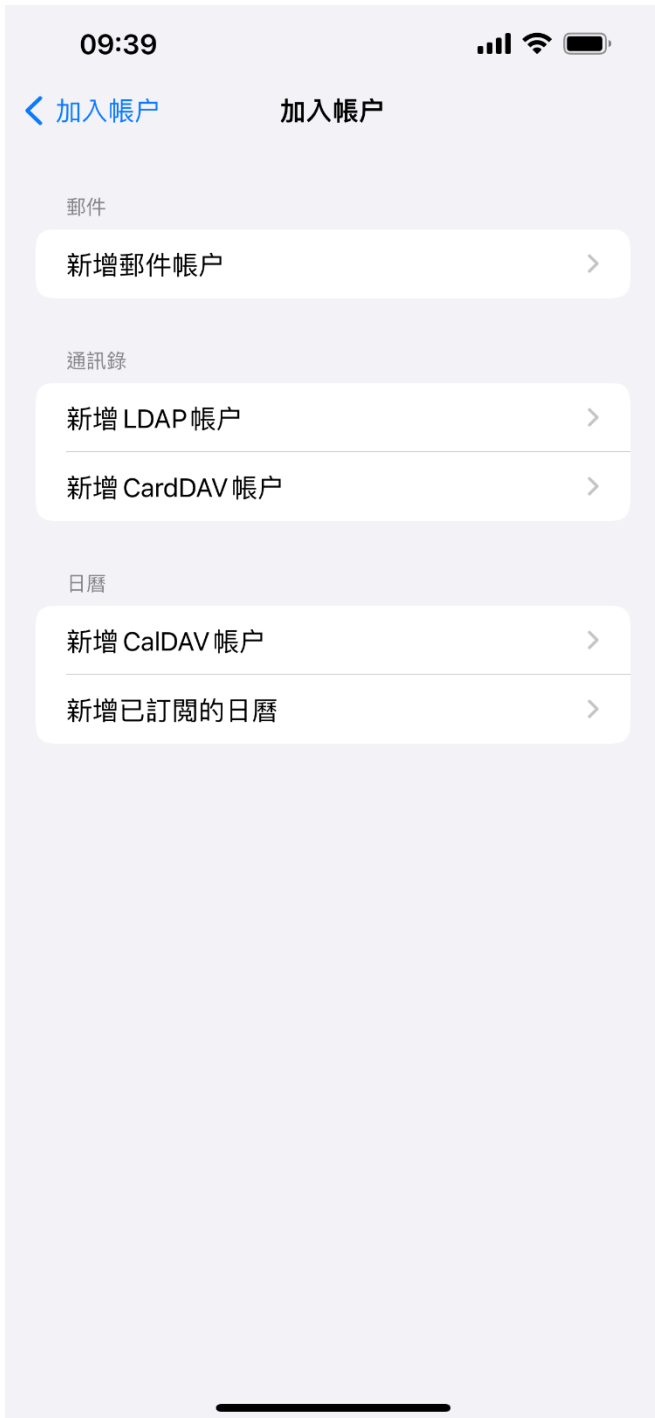 09:39
加入帳户
加入帳户
郵件
新增郵件帳户
通訊錄
新增 LDAP 帳户
新增 CardDAV 帳户
日曆
新增 CalDAV 帳户
新增已訂閱的日曆